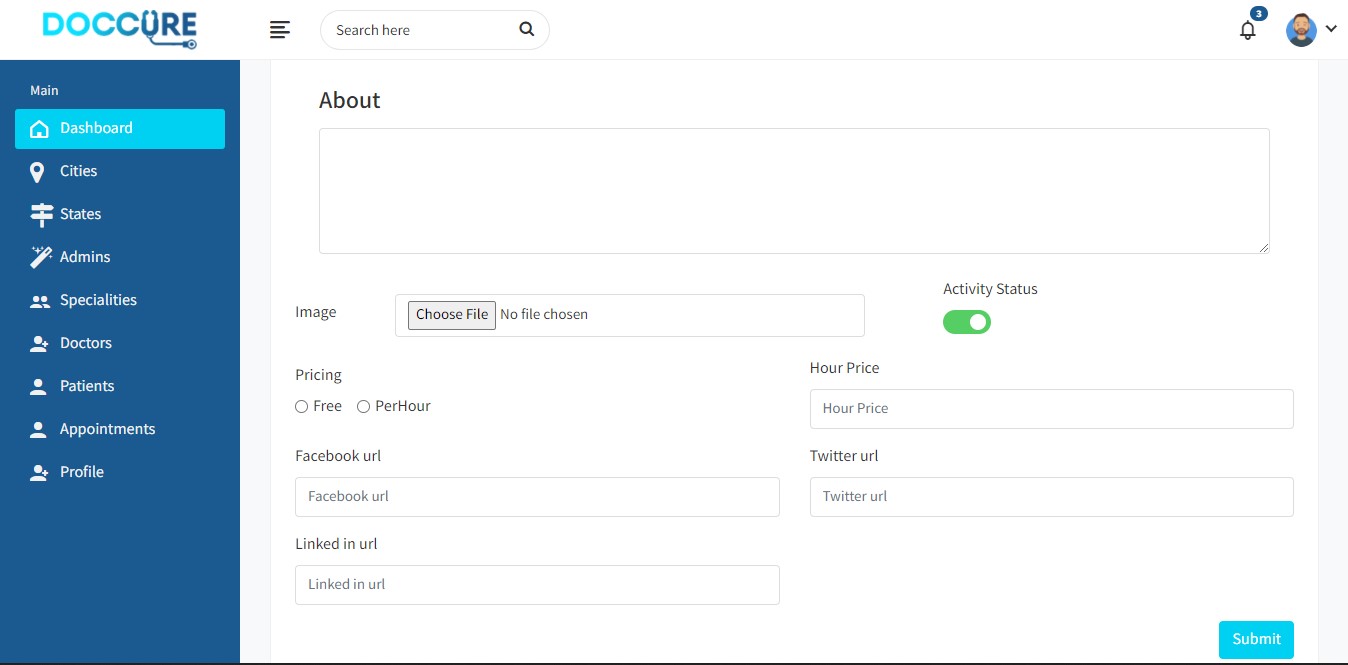 DOCCURE
Search here
3
Main
Dashboard
Cities
States
Admins
Specialities
Doctors
Patients
Appointments
Profile
About
Image
Choose File No file chosen
Activity Status
Pricing
Free PerHour
Hour Price
Hour Price
Facebook url
Facebook url
Twitter url
Twitter url
Linked in url
Linked in url
Submit